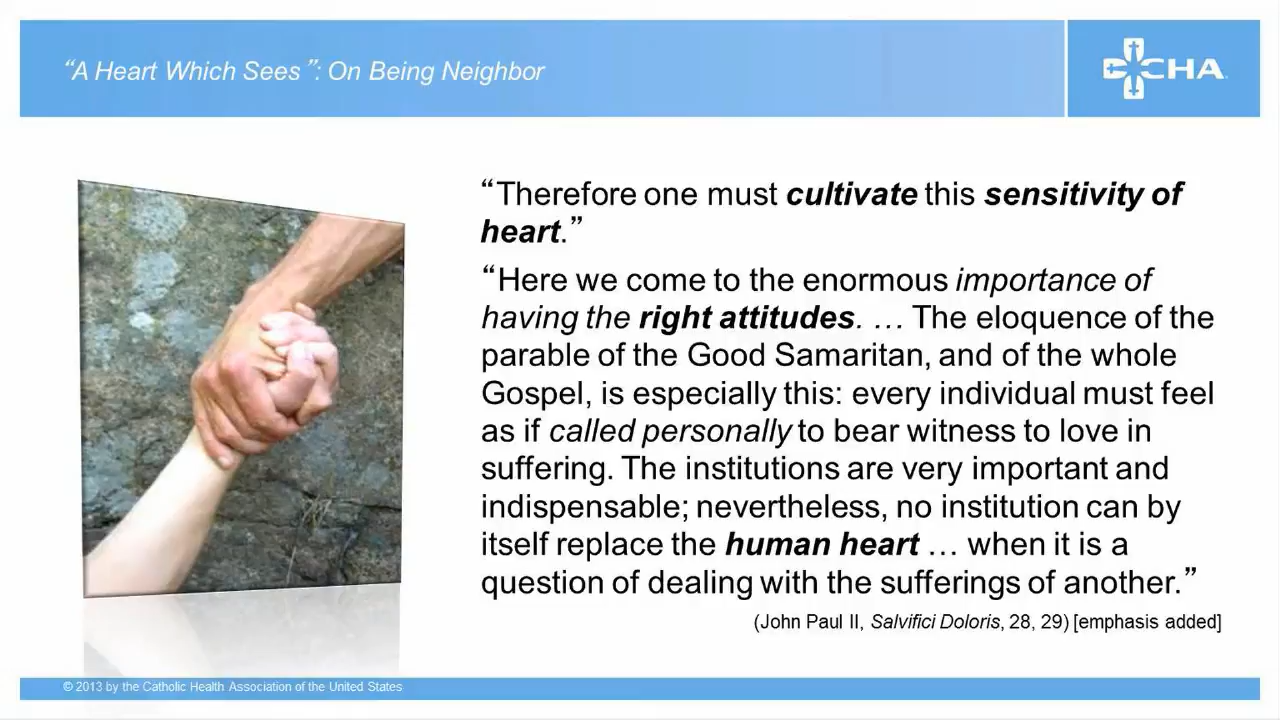 “A Heart Which Sees”: On Being Neighbor
CHA
“Therefore one must cultivate this sensitivity of
heart.”
“Here we come to the enormous importance of
having the right attitudes. … The eloquence of the
parable of the Good Samaritan, and of the whole
Gospel, is especially this: every individual must feel
as if called personally to bear witness to love in
suffering. The institutions are very important and
indispensable; nevertheless, no institution can by
itself replace the human heart … when it is a
question of dealing with the sufferings of another.”
(John Paul II, Salvifici Doloris, 28, 29) [emphasis added]
© 2013 by the Catholic Health Association of the United States